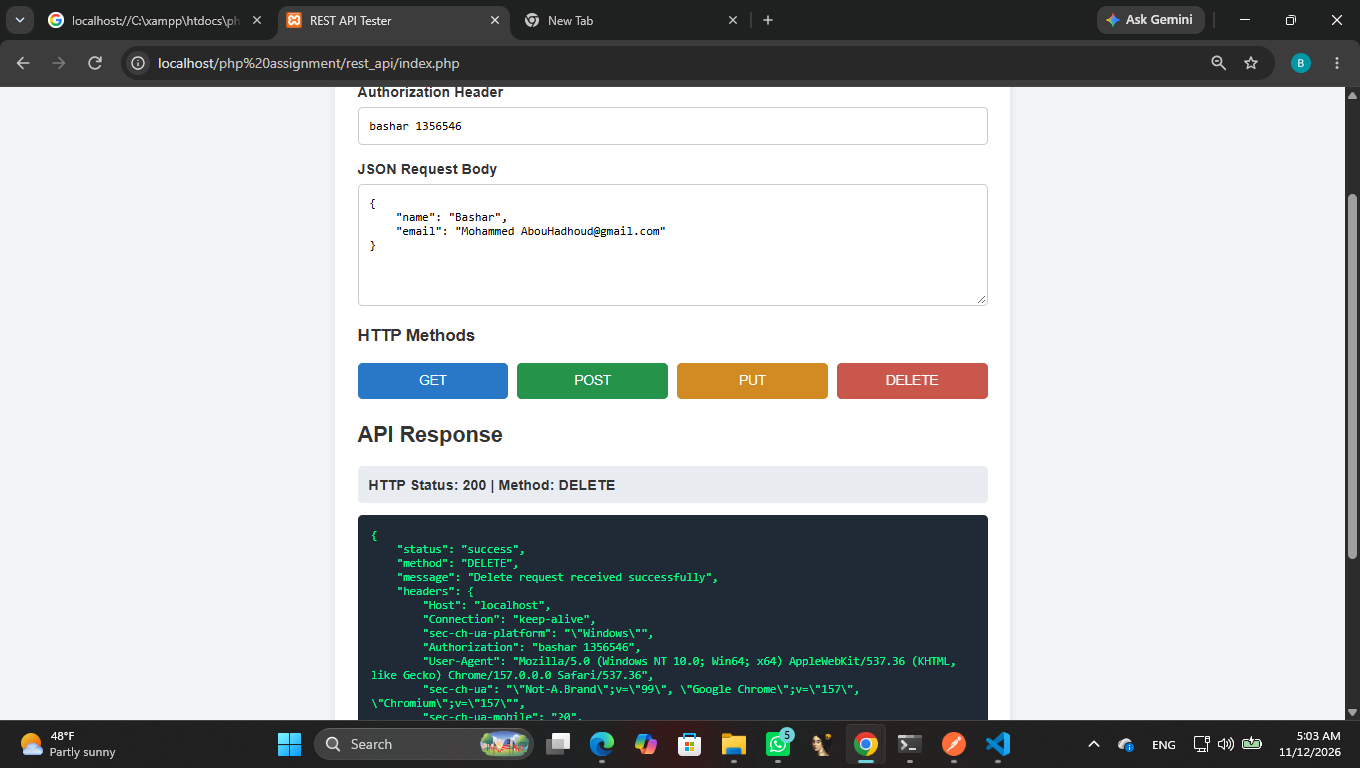 localhost://C:\xampp\htdocs\ph
REST API Tester
New Tab
Ask Gemini
localhost/php%20assignment/rest_api/index.php
B
Authorization Header
bashar 1356546
JSON Request Body
{
"name": "Bashar",
"email": "Mohammed AbouHadhoud@gmail.com"
}
HTTP Methods
GET
POST
PUT
DELETE
API Response
HTTP Status: 200 | Method: DELETE
{
"status": "success",
"method": "DELETE",
"message": "Delete request received successfully",
"headers": {
"Host": "localhost",
"Connection": "keep-alive",
"sec-ch-ua-platform": "\"Windows\"",
"Authorization": "bashar 1356546",
"User-Agent": "Mozilla/5.0 (Windows NT 10.0; Win64; x64) AppleWebKit/537.36 (KHTML,
like Gecko) Chrome/157.0.0.0 Safari/537.36",
"sec-ch-ua": "\"Not-A.Brand\";v=\"99\", \"Google Chrome\";v=\"157\",
\"Chromium\";v=\"157\"",
"sec-ch-ua-mobile": "?0",
48°F
Partly sunny
Search
5
ENG
5:03 AM
11/12/2026